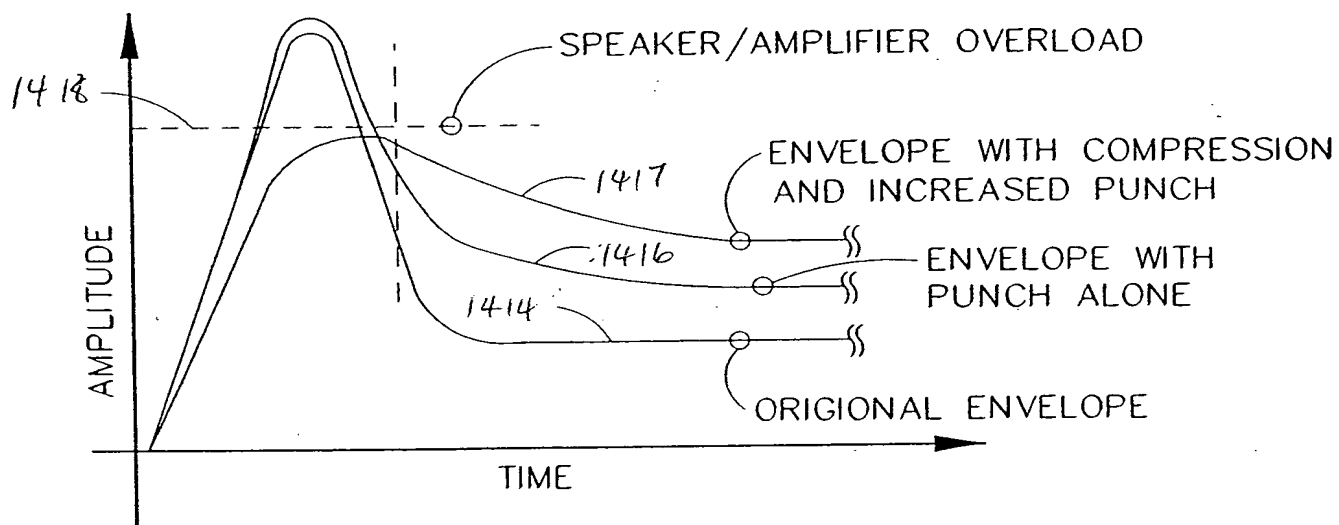 SPEAKER/AMPLIFIER OVERLOAD
1418
ENVELOPE WITH COMPRESSION
AND INCREASED PUNCH
1417
1416
ENVELOPE WITH
PUNCH ALONE
1414
AMPLITUDE
ORIGIONAL ENVELOPE
TIME